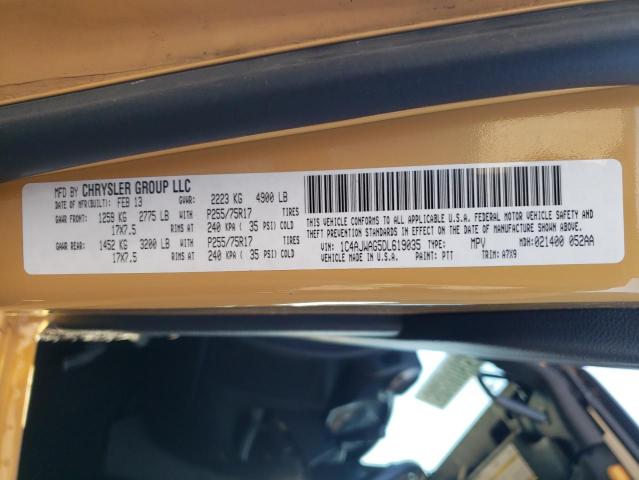 MFD BY CHRYSLER GROUP LLC
DATE OF MFR(BUILT): FEB 13 GVWR: 2223 KG 4900 LB
GAWR FRONT: 1259 KG 2775 LB WITH P255/75R17 TIRES
17X7.5 RIMS AT 240 KPA ( 35 PSI) COLD
GAWR REAR: 1452 KG 3200 LB WITH P255/75R17 TIRES
17X7.5 RIMS AT 240 KPA ( 35 PSI) COLD
THIS VEHICLE CONFORMS TO ALL APPLICABLE U.S.A. FEDERAL MOTOR VEHICLE SAFETY
STANDARDS IN EFFECT ON THE DATE OF MANUFACTURE SHOWN ABOVE.
VIN: 1C4AJWAG5DL619035 TYPE: MPV MDH: 021400 052AA
VEHICLE MADE IN U.S.A. PAINT: PTT TRIM: A7X9